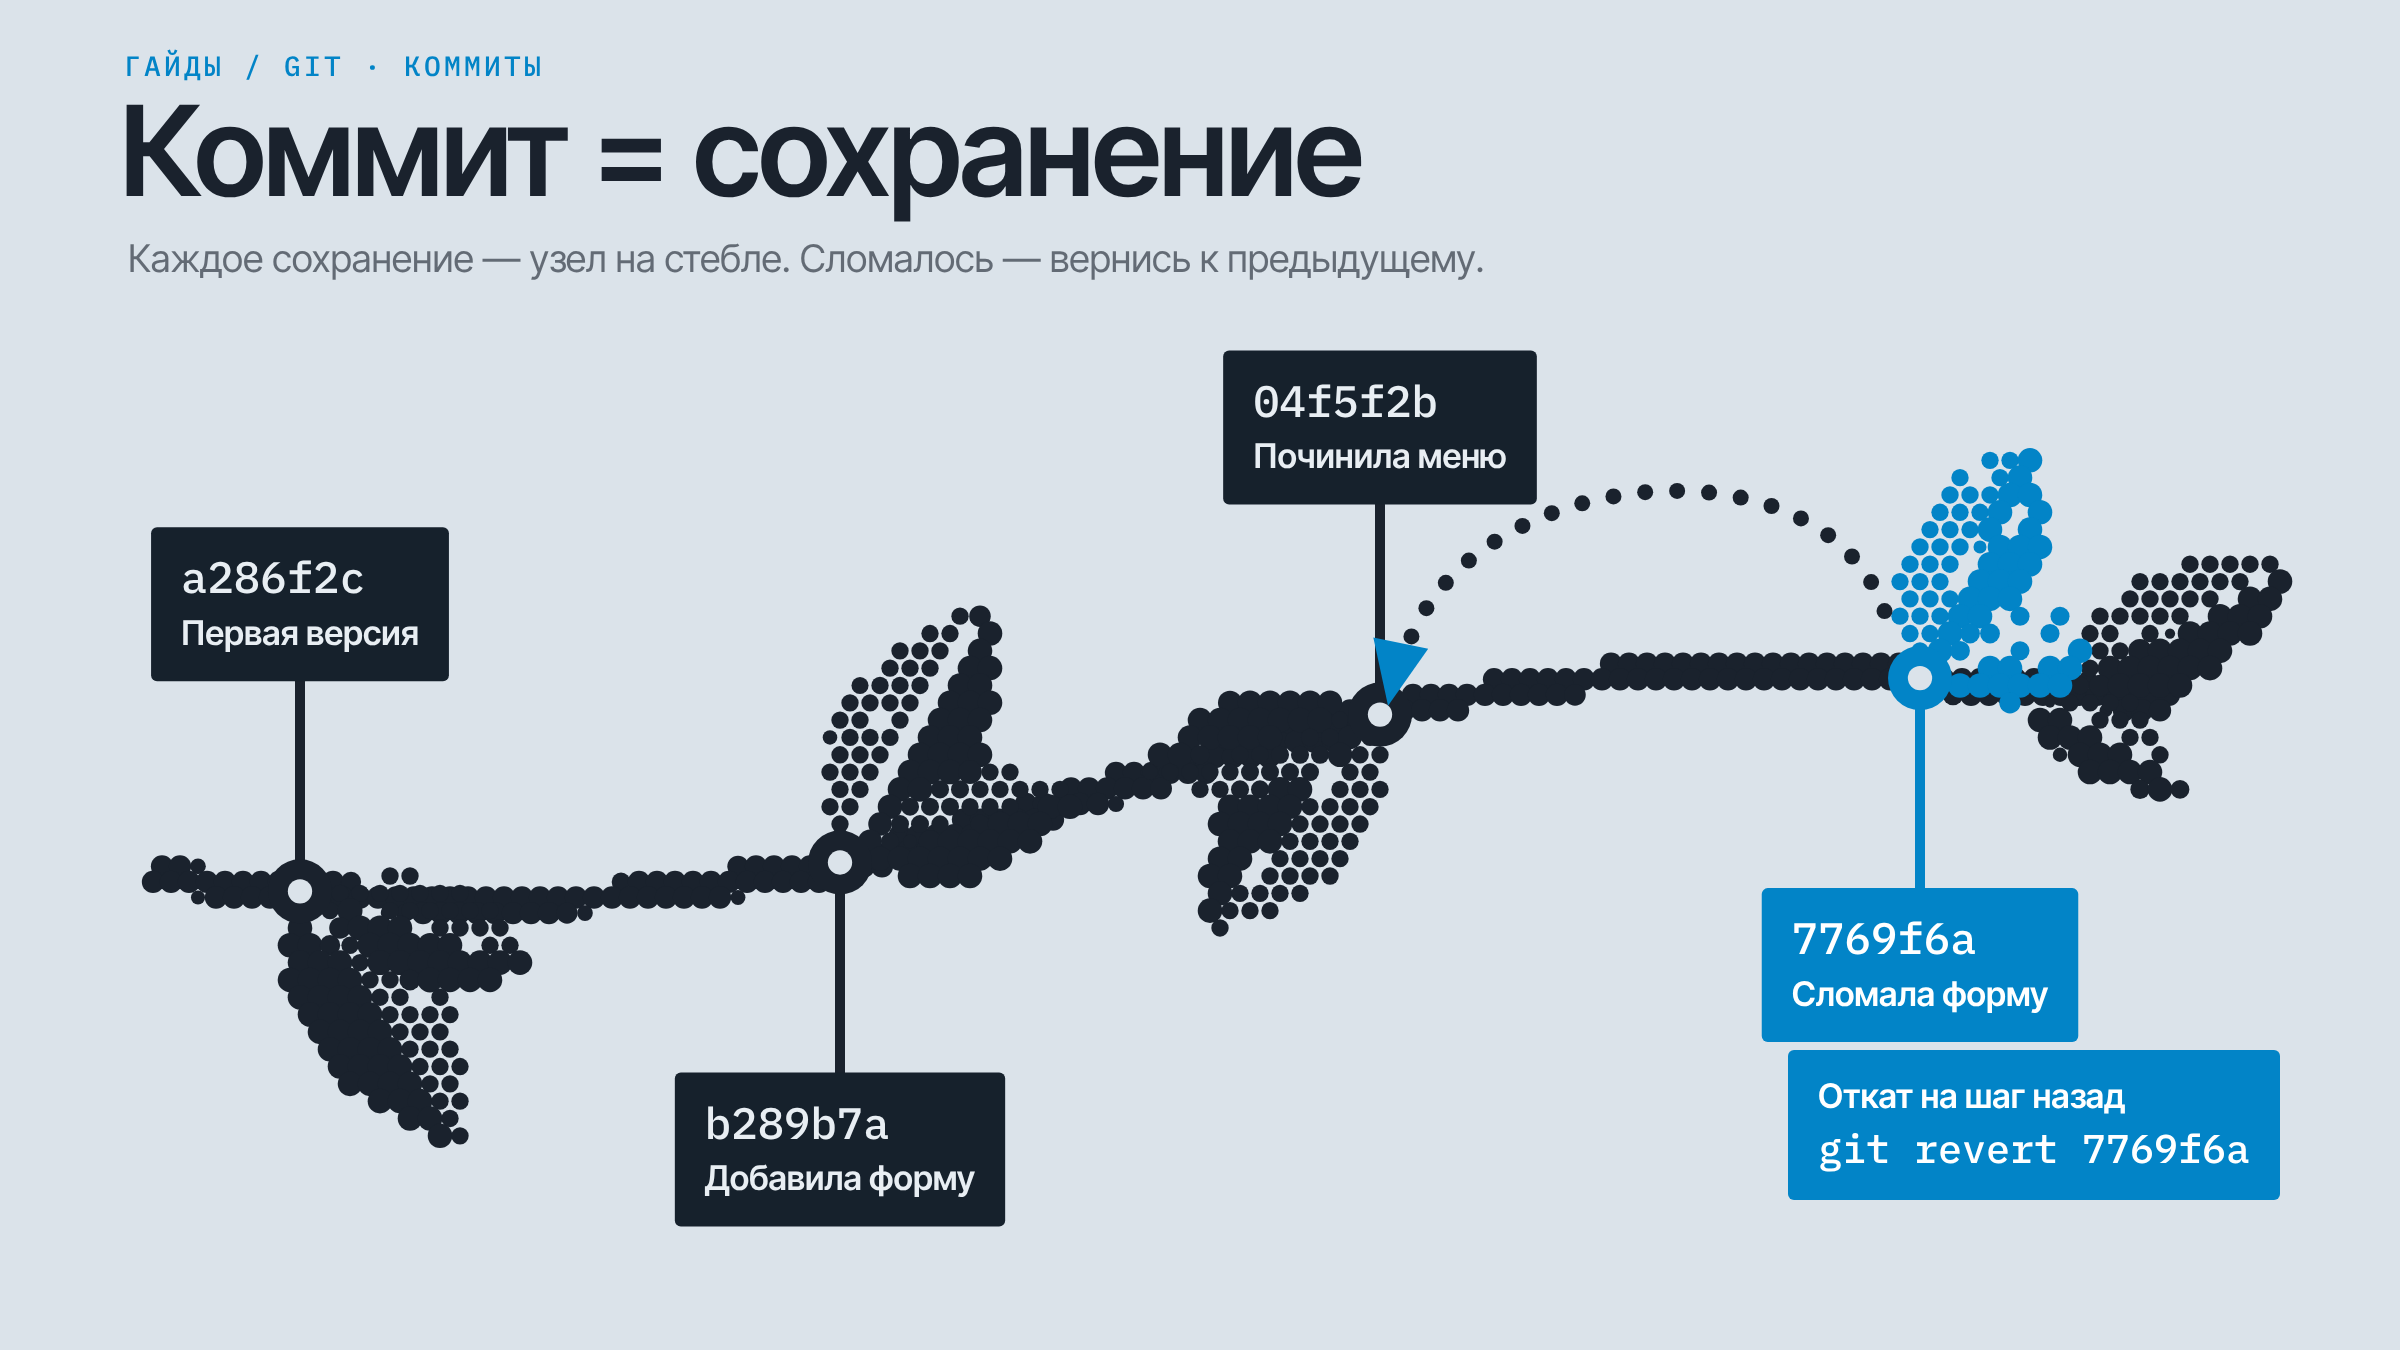 ГАЙДЫ / GIT · КОММИТЫ
Коммит = сохранение
Каждое сохранение — узел на стебле. Сломалось — вернись к предыдущему.
04f5f2b
Починила меню
a286f2c
Первая версия
7769f6a
Сломала форму
Откат на шаг назад
git revert 7769f6a
b289b7a
Добавила форму